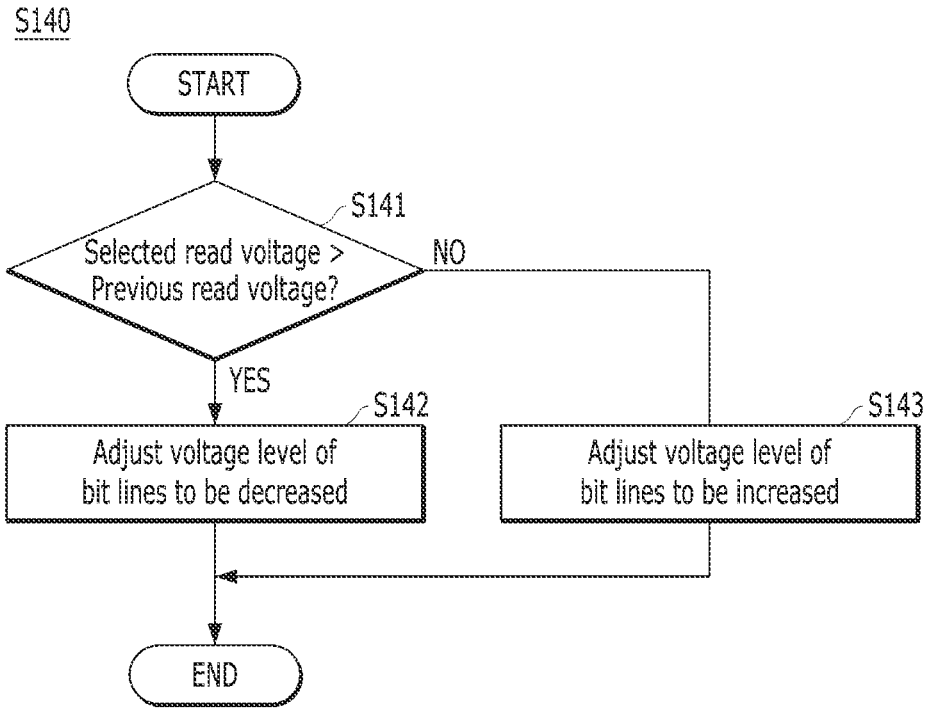 S140
START
S141
Selected read voltage >
Previous read voltage?
NO
YES
S142
Adjust voltage level of
bit lines to be decreased
S143
Adjust voltage level of
bit lines to be increased
END